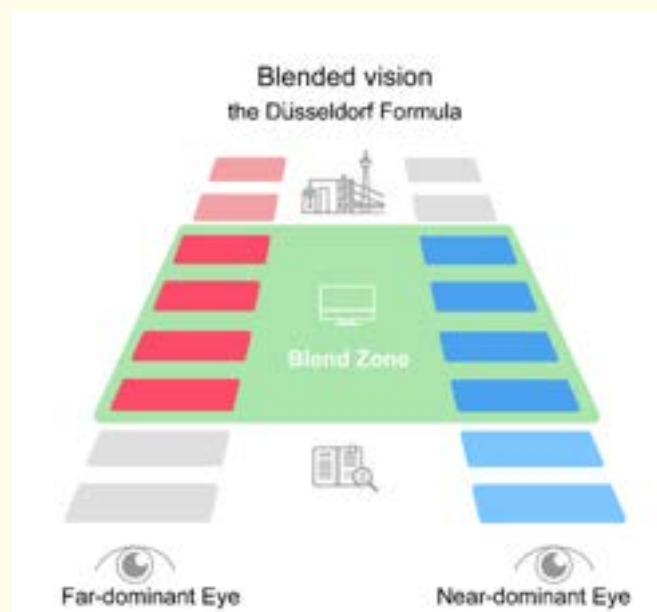 Blended vision
the Düsseldorf Formula
Blend Zone
Far-dominant Eye
Near-dominant Eye